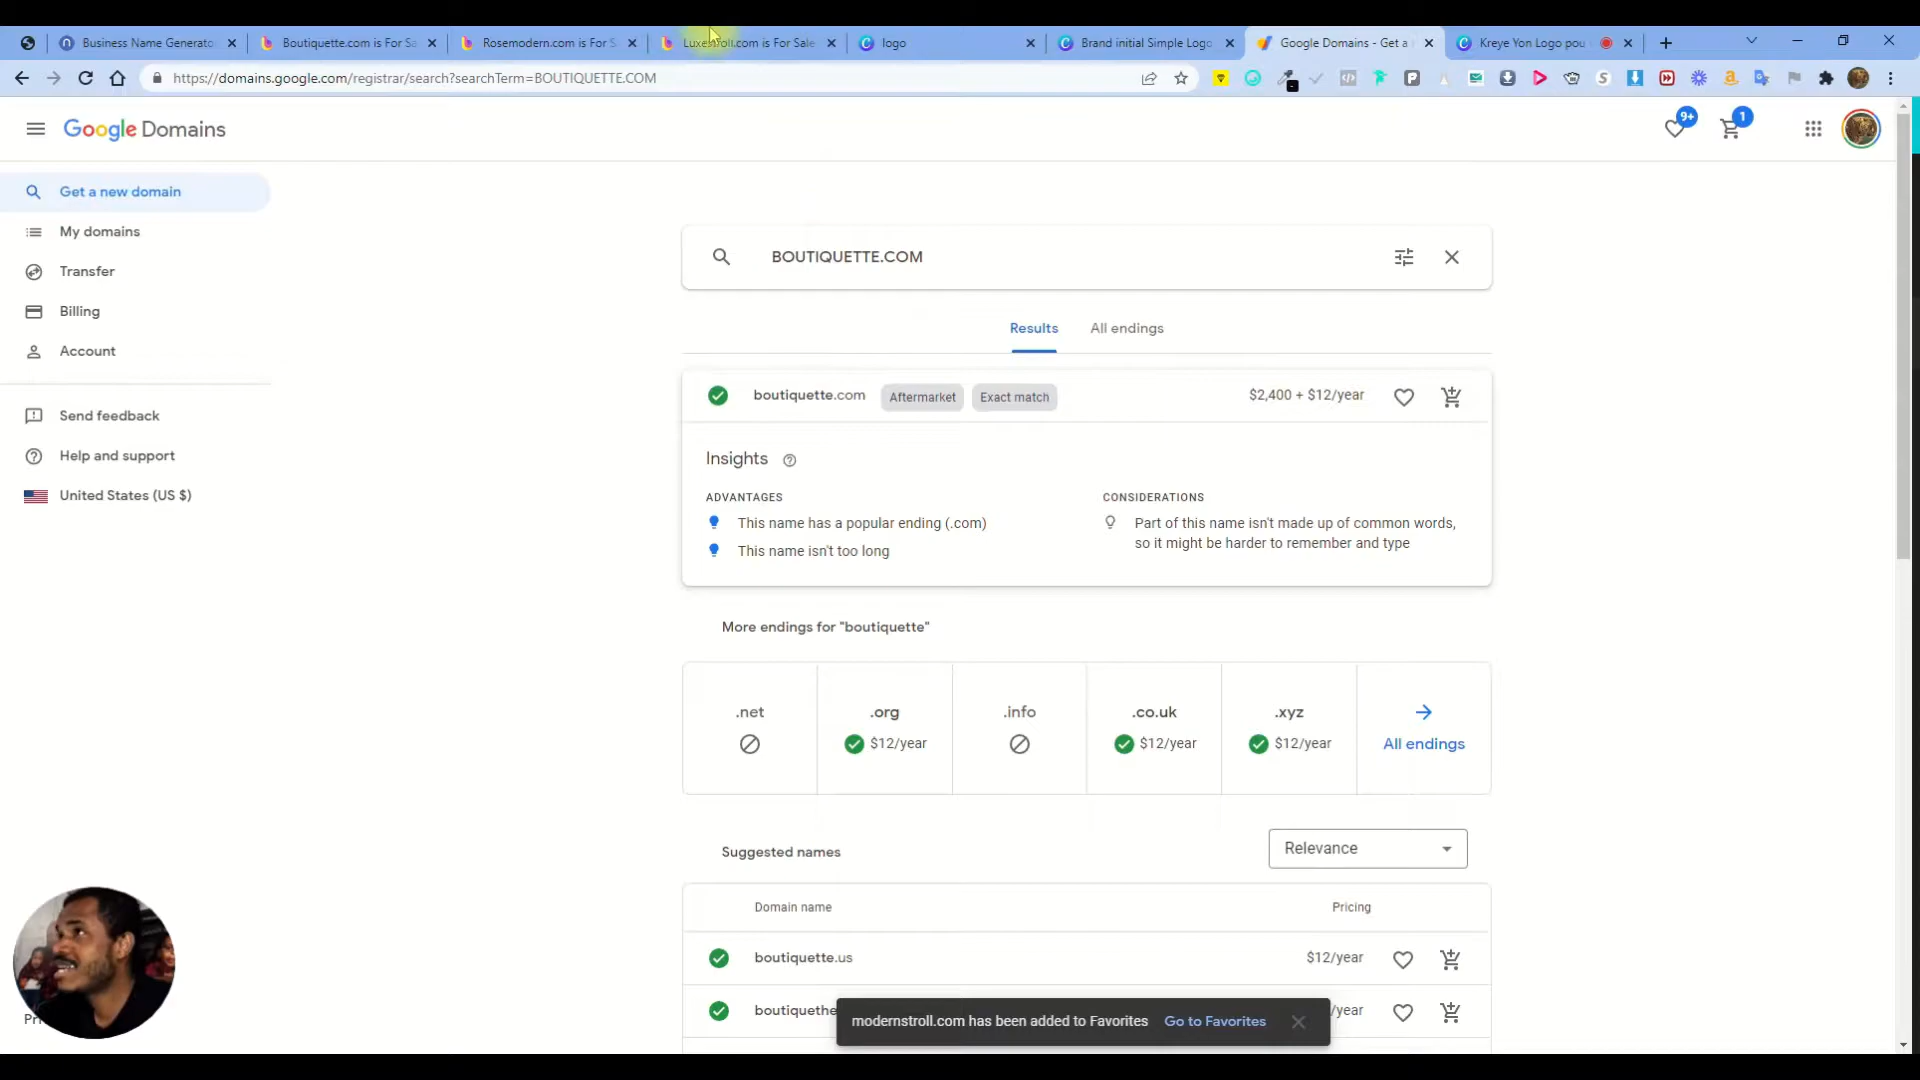 Business Name Generato
Boutiquette.com is For Sa
Rosemodern.com is For S
Luxestroll.com is For Sale
logo
Brand initial Simple Logo
Google Domains - Get a
Kreye Yon Logo pou
https://domains.google.com/registrar/search?searchTerm=BOUTIQUETTE.COM
Google Domains
9+
1
Get a new domain
My domains
Transfer
Billing
Account
Send feedback
Help and support
United States (US $)
BOUTIQUETTE.COM
Results
All endings
boutiquette.com
Aftermarket
Exact match
$2,400 + $12/year
Insights
ADVANTAGES
This name has a popular ending (.com)
This name isn't too long
CONSIDERATIONS
Part of this name isn't made up of common words,
so it might be harder to remember and type
More endings for "boutiquette"
.net
.org
$12/year
.info
.co.uk
$12/year
.xyz
$12/year
All endings
Suggested names
Relevance
Domain name
Pricing
boutiquette.us
$12/year
boutiquethe
/year
modernstroll.com has been added to Favorites
Go to Favorites